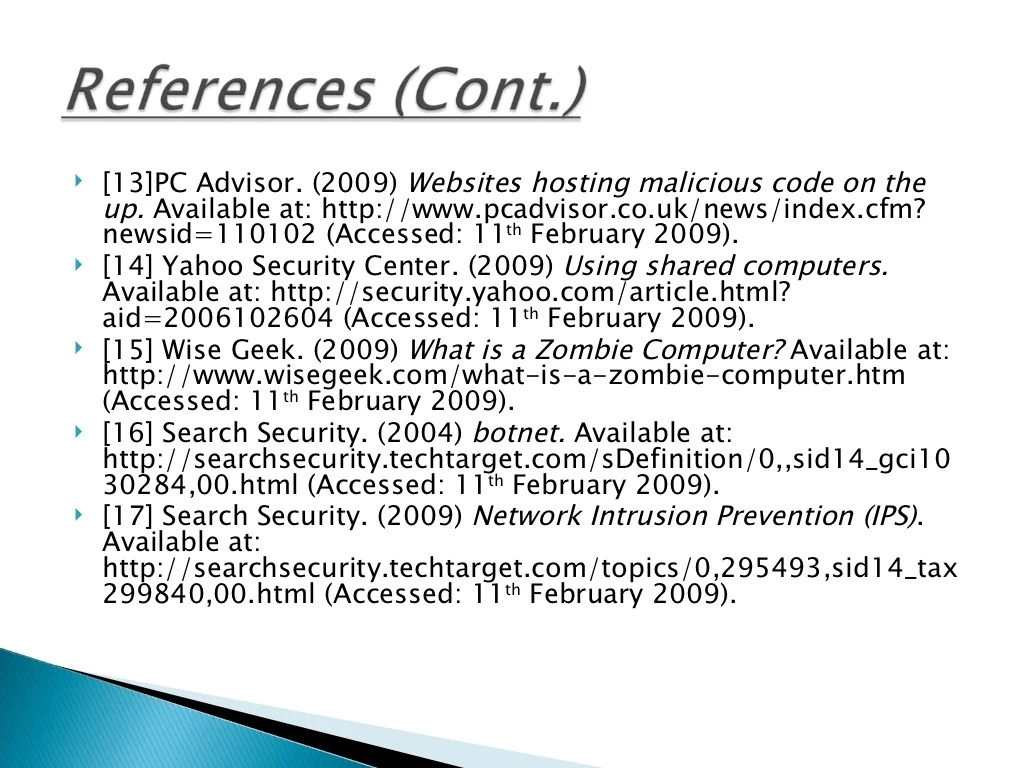 References (Cont.)
[13]PC Advisor. (2009) Websites hosting malicious code on the
up. Available at: http://www.pcadvisor.co.uk/news/index.cfm?
newsid=110102 (Accessed: 11th February 2009).
[14] Yahoo Security Center. (2009) Using shared computers.
Available at: http://security.yahoo.com/article.html?
aid=2006102604 (Accessed: 11th February 2009).
[15] Wise Geek. (2009) What is a Zombie Computer? Available at:
http://www.wisegeek.com/what-is-a-zombie-computer.htm
(Accessed: 11th February 2009).
[16] Search Security. (2004) botnet. Available at:
http://searchsecurity.techtarget.com/sDefinition/0,,sid14_gci10
30284,00.html (Accessed: 11th February 2009).
[17] Search Security. (2009) Network Intrusion Prevention (IPS).
Available at:
http://searchsecurity.techtarget.com/topics/0,295493,sid14_tax
299840,00.html (Accessed: 11th February 2009).